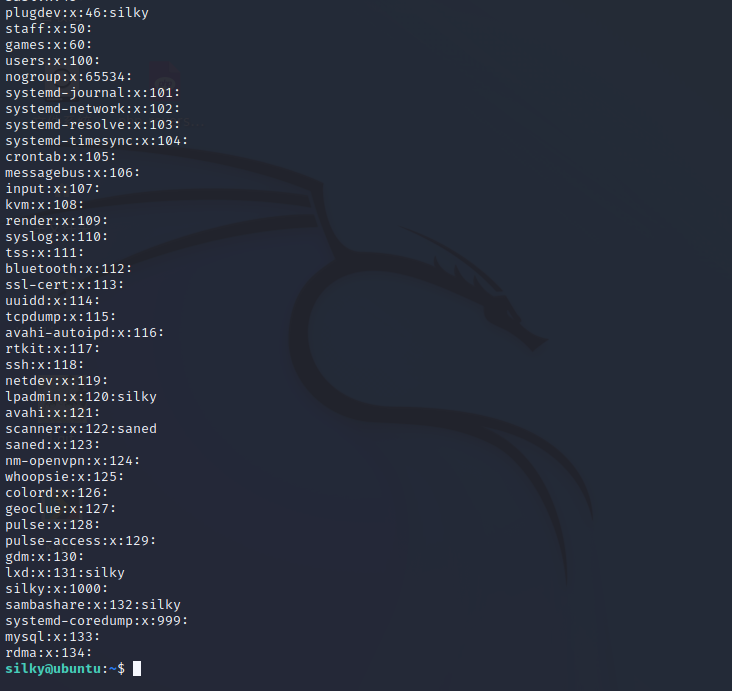 plugdev:x:46:silky
staff:x:50:
games:x:60:
users:x:100:
nogroup:x:65534:
systemd-journal:x:101:
systemd-network:x:102:
systemd-resolve:x:103:
systemd-timesync:x:104:
crontab:x:105:
messagebus:x:106:
input:x:107:
kvm:x:108:
render:x:109:
syslog:x:110:
tss:x:111:
bluetooth:x:112:
ssl-cert:x:113:
uuidd:x:114:
tcpdump:x:115:
avahi-autoipd:x:116:
rtkit:x:117:
ssh:x:118:
netdev:x:119:
lpadmin:x:120:silky
avahi:x:121:
scanner:x:122:saned
saned:x:123:
nm-openvpn:x:124:
whoopsie:x:125:
colord:x:126:
geoclue:x:127:
pulse:x:128:
pulse-access:x:129:
gdm:x:130:
lxd:x:131:silky
silky:x:1000:
sambashare:x:132:silky
systemd-coredump:x:999:
mysql:x:133:
rdma:x:134:
silky@ubuntu:~$